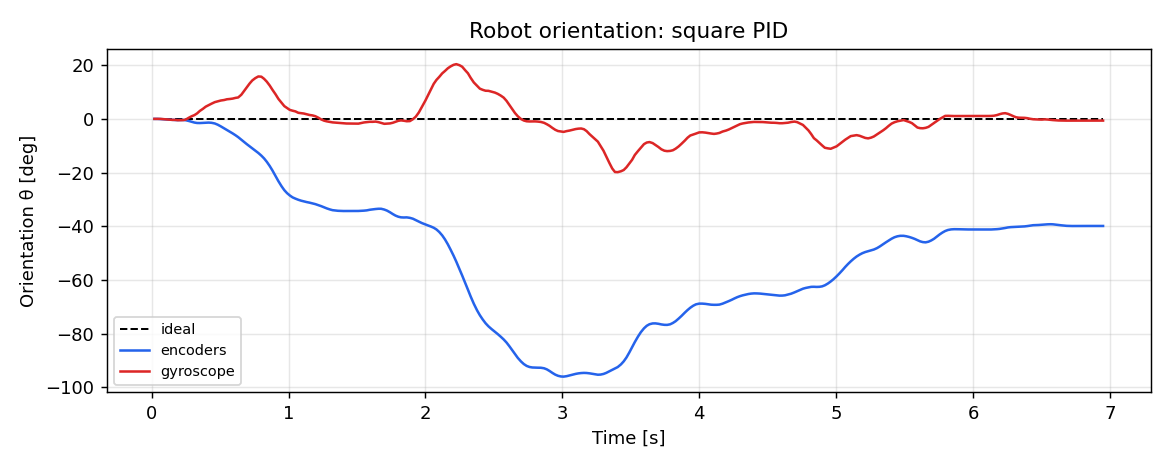 Robot orientation: square PID
Orientation θ [deg]
20
0
−20
−40
−60
−80
−100
ideal
encoders
gyroscope
0 1 2 3 4 5 6 7
Time [s]